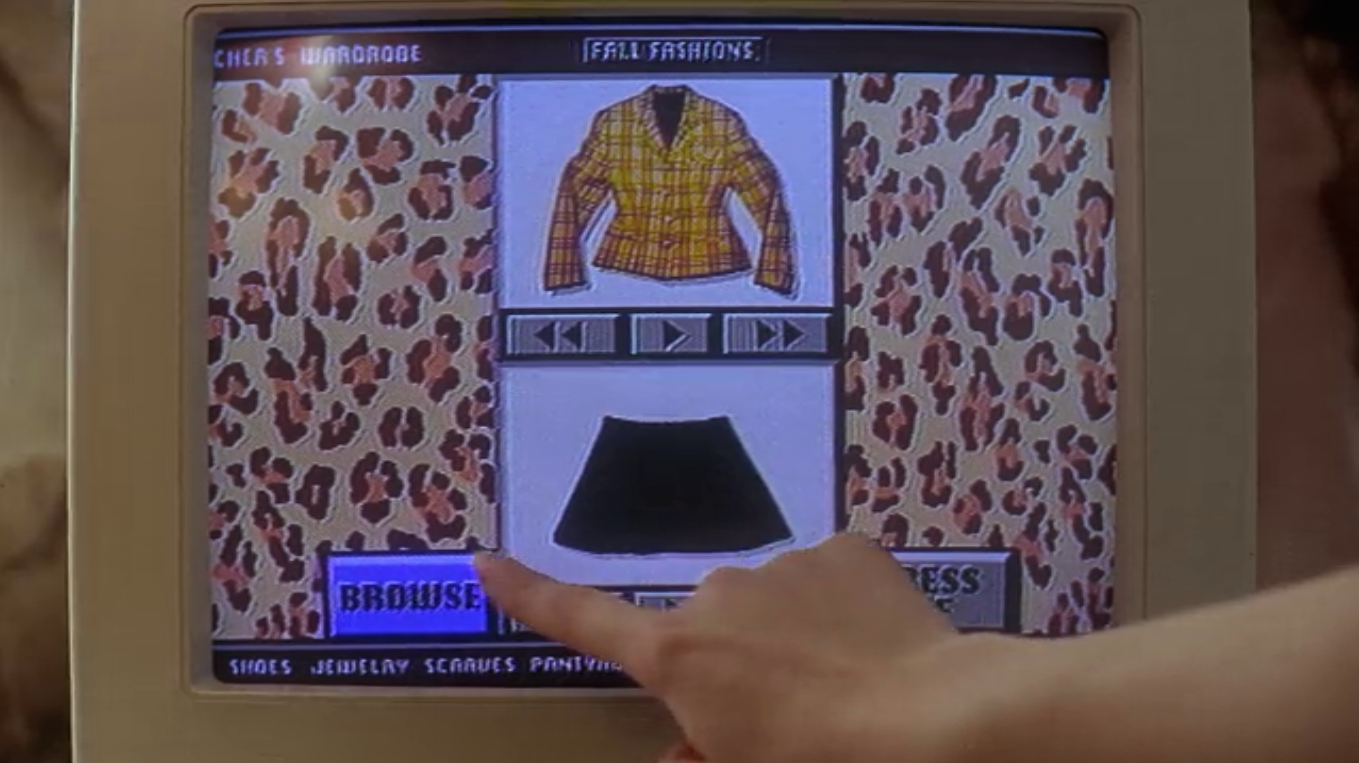 CHER'S WARDROBE
FALL FASHIONS
BROWSE
SHOES JEWELRY SCARVES